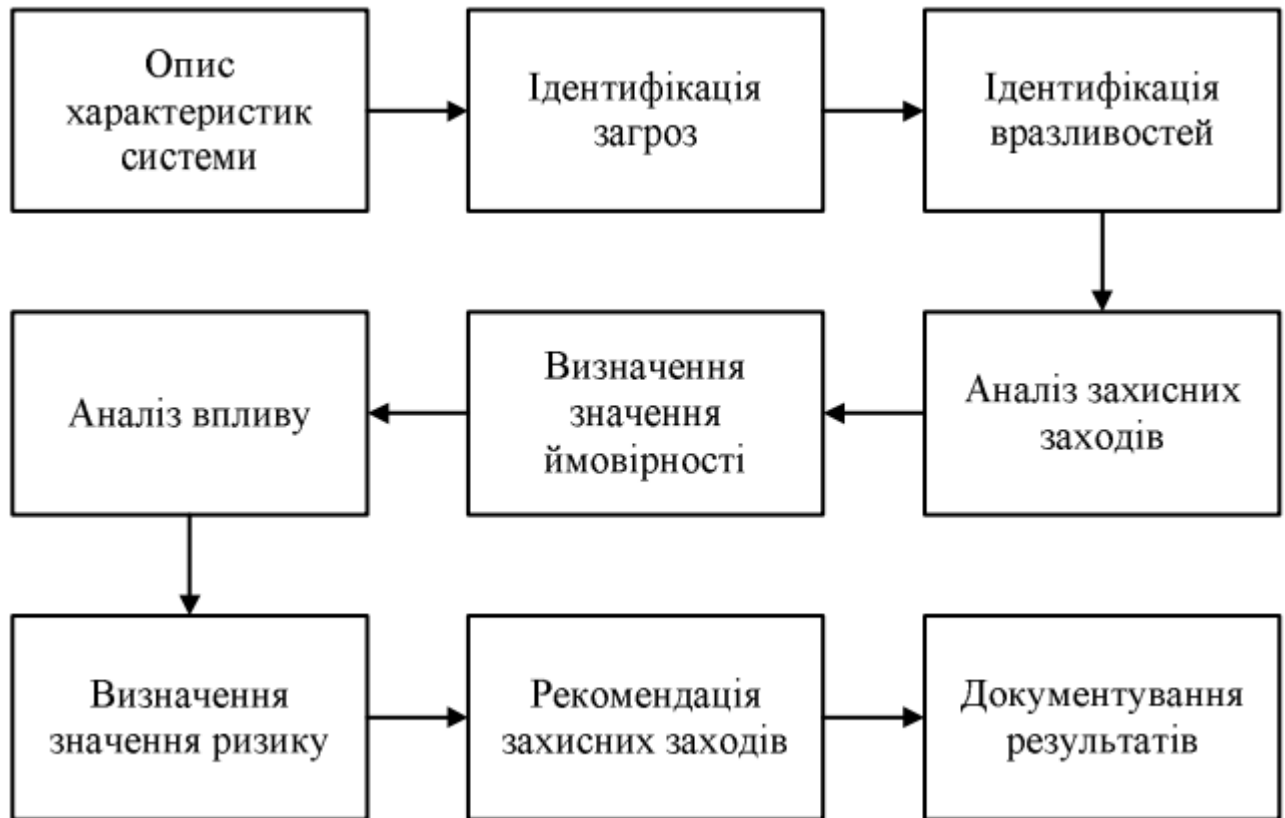 Опис
характеристик
системи
Ідентифікація
загроз
Ідентифікація
вразливостей
Аналіз захисних
заходів
Визначення
значення
ймовірності
Аналіз впливу
Визначення
значення ризику
Рекомендація
захисних заходів
Документування
результатів